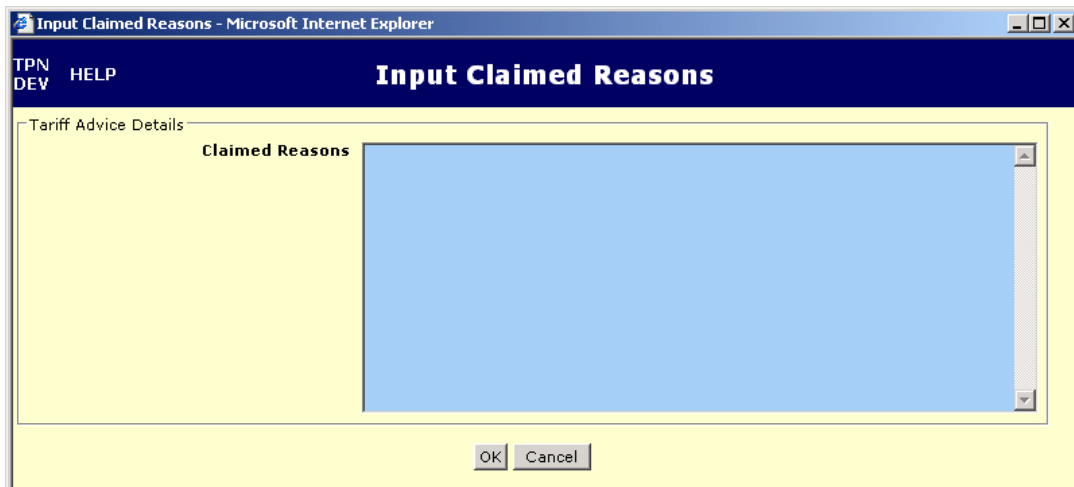 Input Claimed Reasons - Microsoft Internet Explorer
TPN
DEV
HELP
Input Claimed Reasons
Tariff Advice Details
Claimed Reasons
OK
Cancel